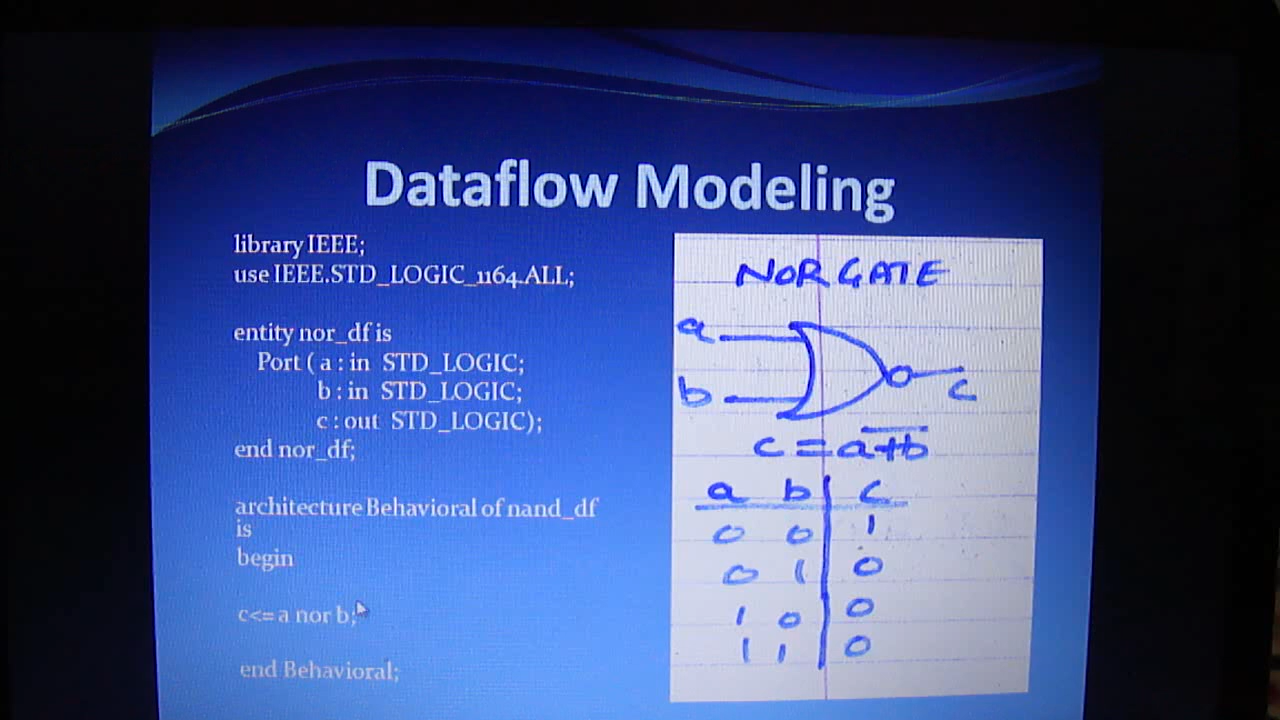 Dataflow Modeling
library IEEE;
use IEEE.STD_LOGIC_1164.ALL;
entity nor_df is
Port ( a : in STD_LOGIC;
b : in STD_LOGIC;
c : out STD_LOGIC);
end nor_df;
architecture Behavioral of nand_df
is
begin
c<= a nor b;
end Behavioral;
NOR GATE
a
b
c
c = a̅+̅b̅
a b c
0 0 1
0 1 0
1 0 0
1 1 0